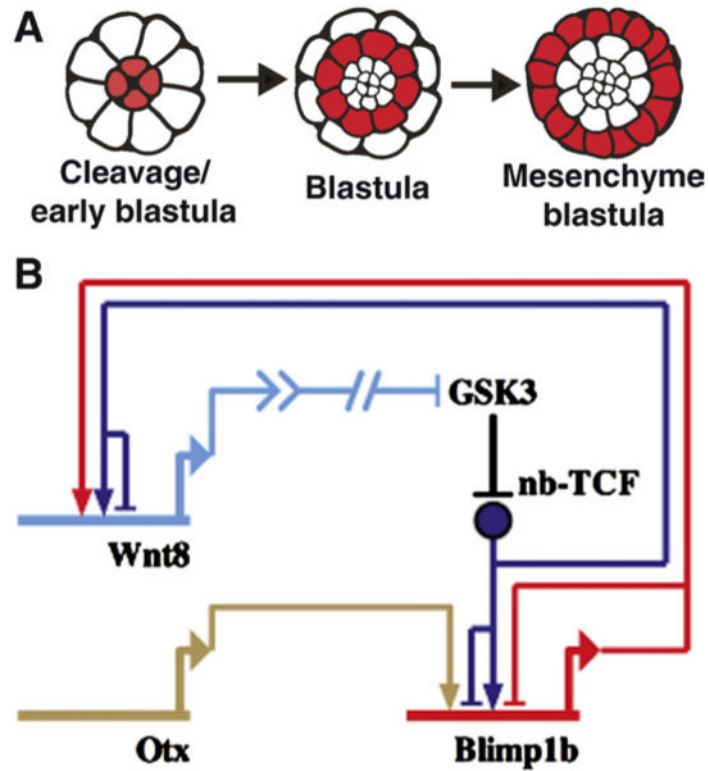 A
Cleavage/
early blastula
Blastula
Mesenchyme
blastula
B
GSK3
nb-TCF
Wnt8
Otx
Blimp1b